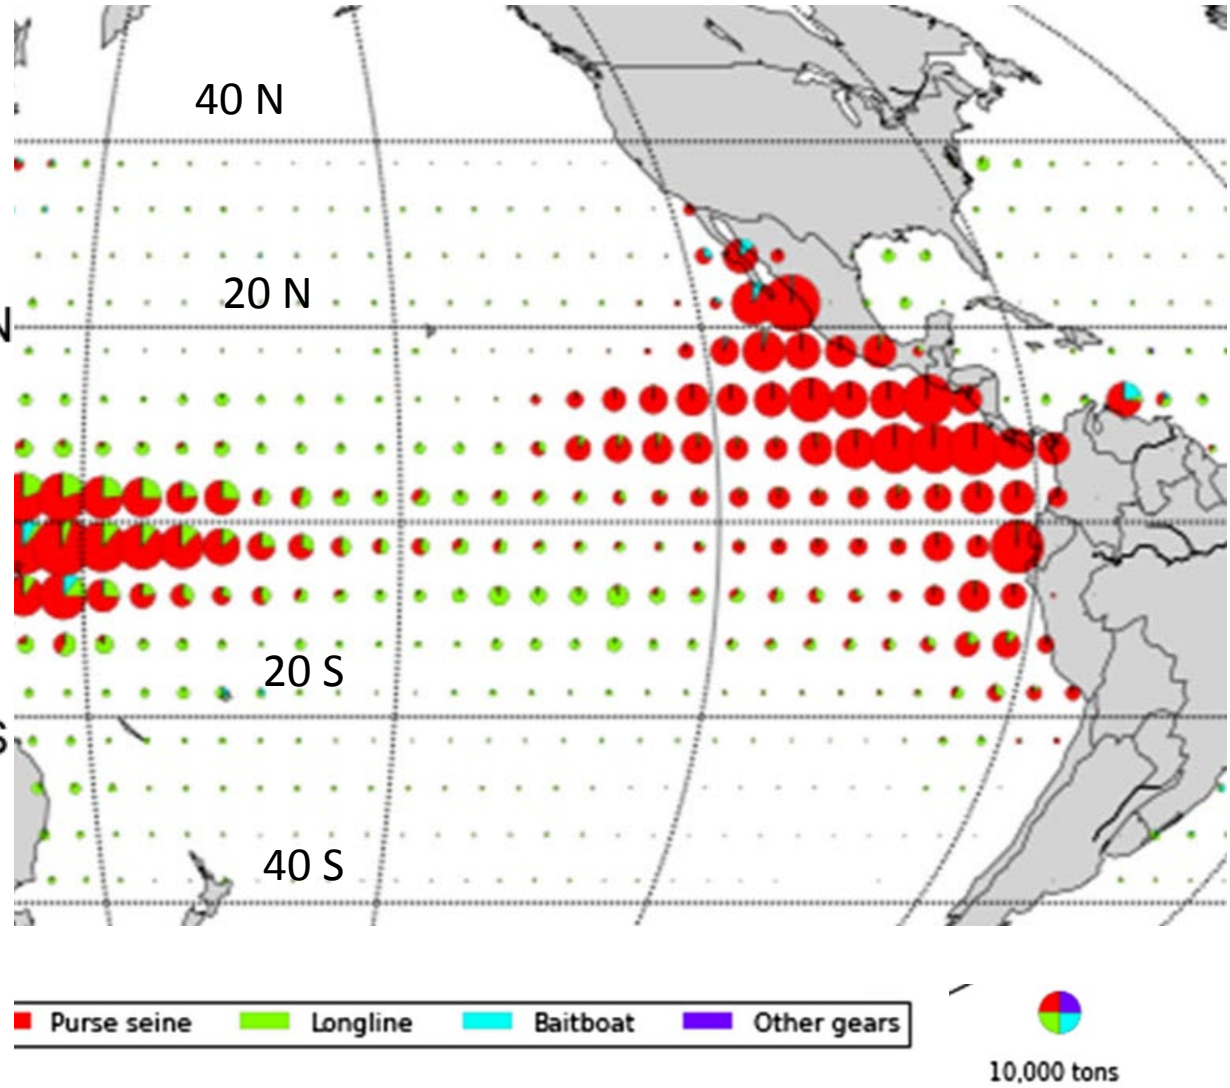 40 N
20 N
N
20 S
S
40 S
Purse seine Longline Baitboat Other gears
10,000 tons